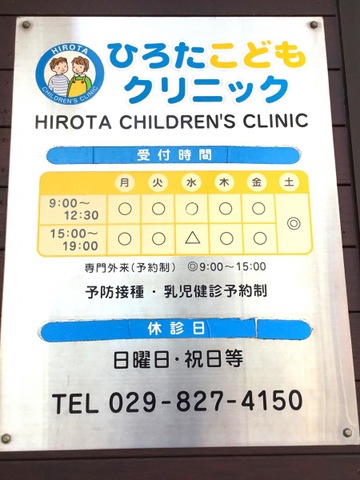 HIROTA
CHILDREN'S CLINIC
ひろたこども
クリニック
HIROTA CHILDREN'S CLINIC
受付時間
月 火 水 木 金 土
9:00〜12:30 ○ ○ ○ ○ ○ ◎
15:00〜19:00 ○ ○ △ ○ ○
専門外来(予約制) ◎9:00〜15:00
予防接種・乳児健診予約制
休診日
日曜日・祝日等
TEL 029-827-4150